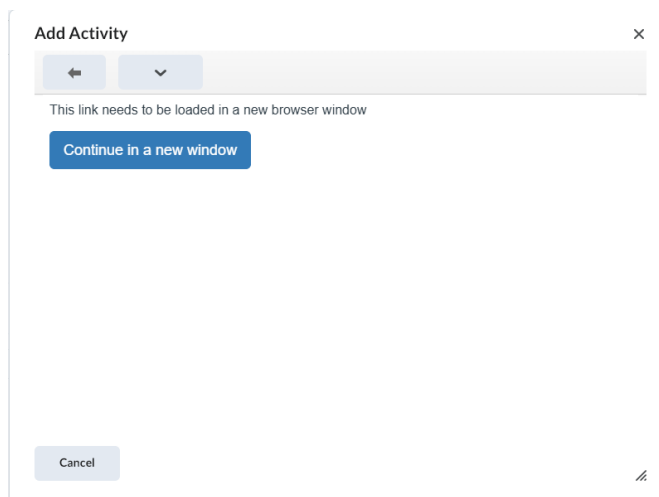 Add Activity
This link needs to be loaded in a new browser window
Continue in a new window
Cancel